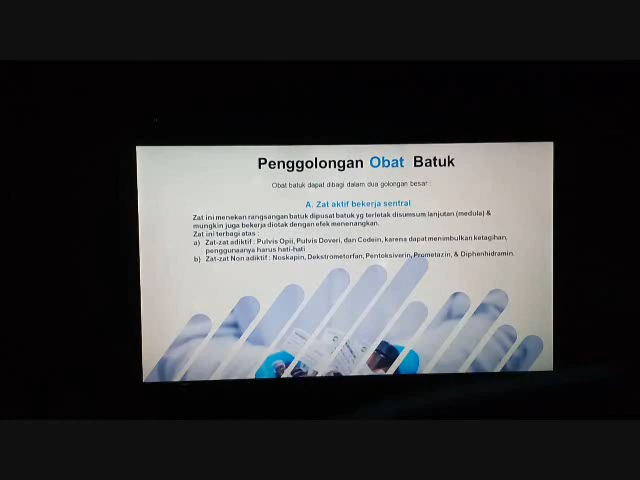 Penggolongan Obat Batuk
Obat batuk dapat dibagi dalam dua golongan besar :
A. Zat aktif bekerja sentral
Zat ini menekan rangsangan batuk dipusat batuk yg terletak disumsum lanjutan (medula) &
mungkin juga bekerja diotak dengan efek menenangkan.
Zat ini terbagi atas :
a) Zat-zat adiktif : Pulvis Opii, Pulvis Doveri, dan Codein, karena dapat menimbulkan ketagihan,
penggunaanya harus hati-hati
b) Zat-zat Non adiktif : Noskapin, Dekstrometorfan, Pentoksiverin, Prometazin, & Diphenhidramin.